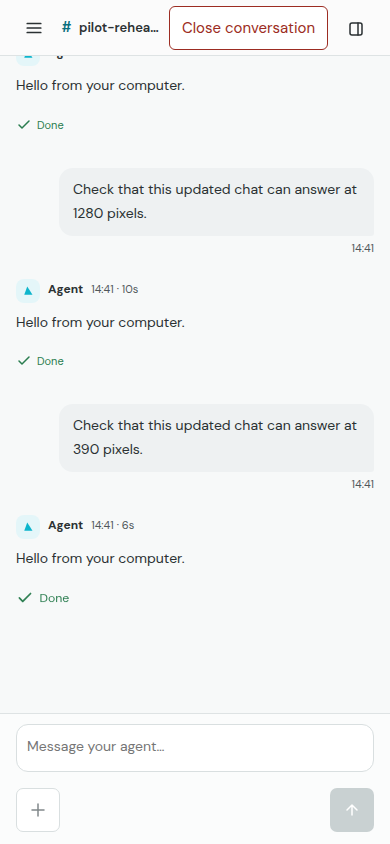 # pilot-rehea...
Close conversation
Hello from your computer.
Done
Check that this updated chat can answer at
1280 pixels.
14:41
Agent 14:41 · 10s
Hello from your computer.
Done
Check that this updated chat can answer at
390 pixels.
14:41
Agent 14:41 · 6s
Hello from your computer.
Done
Message your agent...